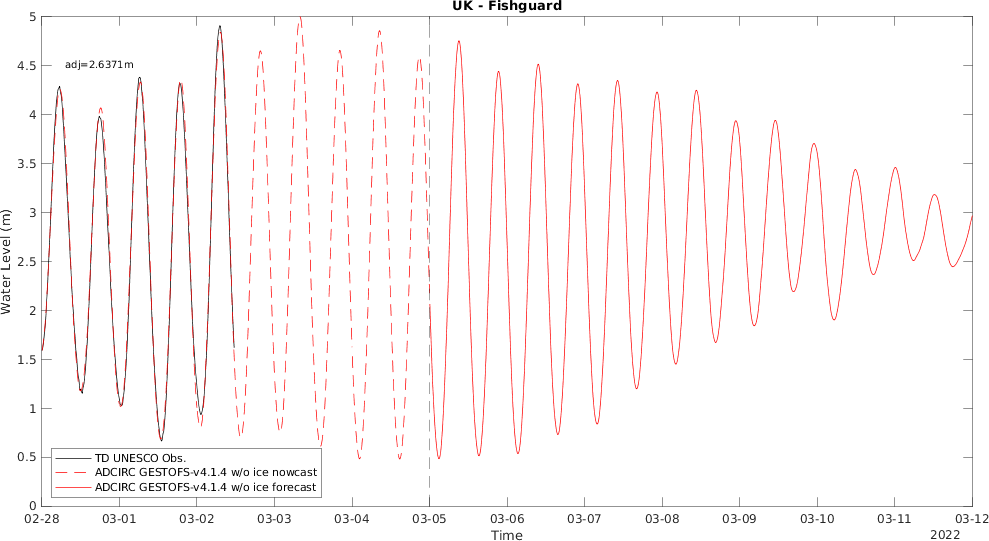 UK - Fishguard
5
4.5
adj=2.6371m
4
3.5
3
2.5
2
1.5
1
0.5
0
Water Level (m)
TD UNESCO Obs.
ADCIRC GESTOFS-v4.1.4 w/o ice nowcast
ADCIRC GESTOFS-v4.1.4 w/o ice forecast
02-28 03-01 03-02 03-03 03-04 03-05 03-06 03-07 03-08 03-09 03-10 03-11 03-12
Time
2022